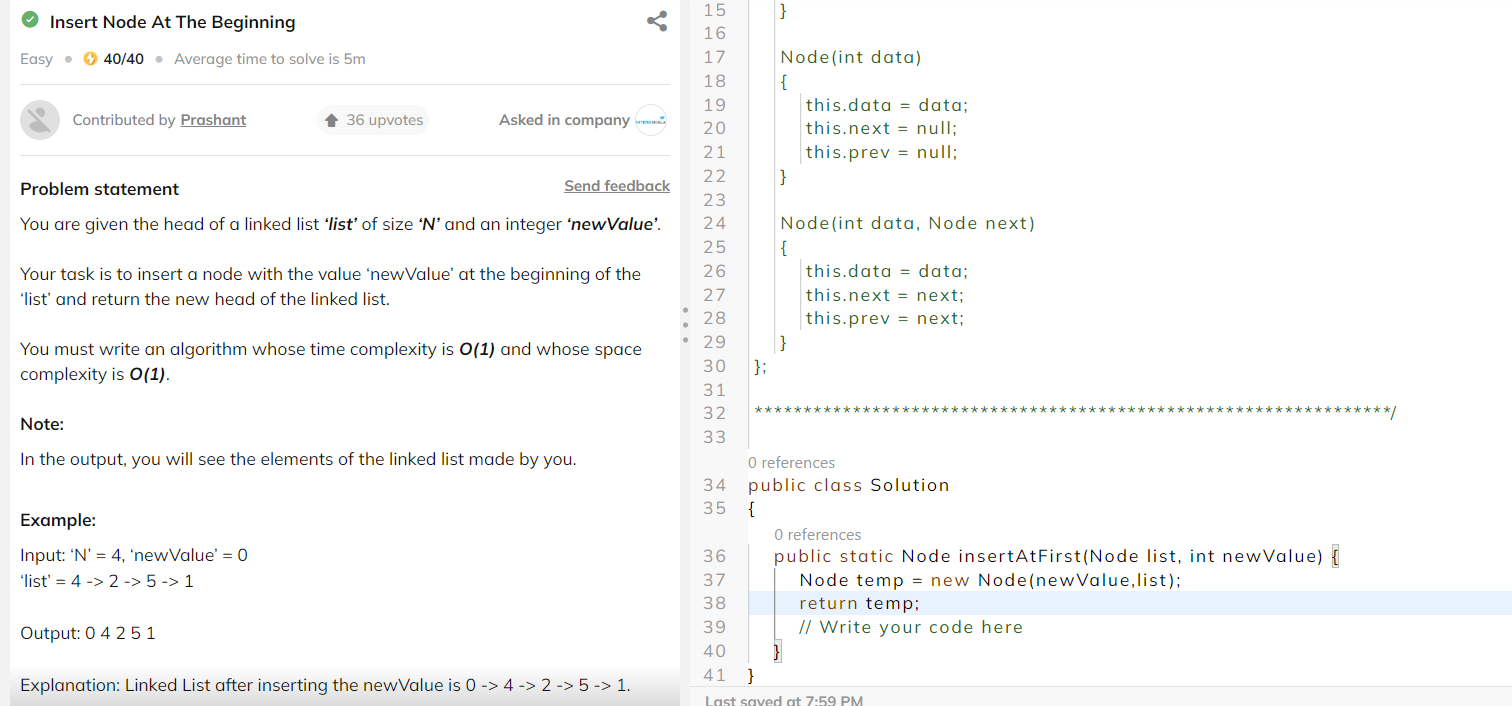 Insert Node At The Beginning
Easy • 40/40 • Average time to solve is 5m
Contributed by Prashant
36 upvotes
Asked in company
Problem statement
Send feedback
You are given the head of a linked list ‘list’ of size ‘N’ and an integer ‘newValue’.
Your task is to insert a node with the value ‘newValue’ at the beginning of the
‘list’ and return the new head of the linked list.
You must write an algorithm whose time complexity is O(1) and whose space
complexity is O(1).
Note:
In the output, you will see the elements of the linked list made by you.
Example:
Input: ‘N’ = 4, ‘newValue’ = 0
‘list’ = 4 -> 2 -> 5 -> 1
Output: 0 4 2 5 1
Explanation: Linked List after inserting the newValue is 0 -> 4 -> 2 -> 5 -> 1.
15 }
16
17 Node(int data)
18 {
19 this.data = data;
20 this.next = null;
21 this.prev = null;
22 }
23
24 Node(int data, Node next)
25 {
26 this.data = data;
27 this.next = next;
28 this.prev = next;
29 }
30 };
31
32 *****************************************************************/
33
0 references
34 public class Solution
35 {
0 references
36 public static Node insertAtFirst(Node list, int newValue) {
37 Node temp = new Node(newValue,list);
38 return temp;
39 // Write your code here
40 }
41 }
Last saved at 7:59 PM